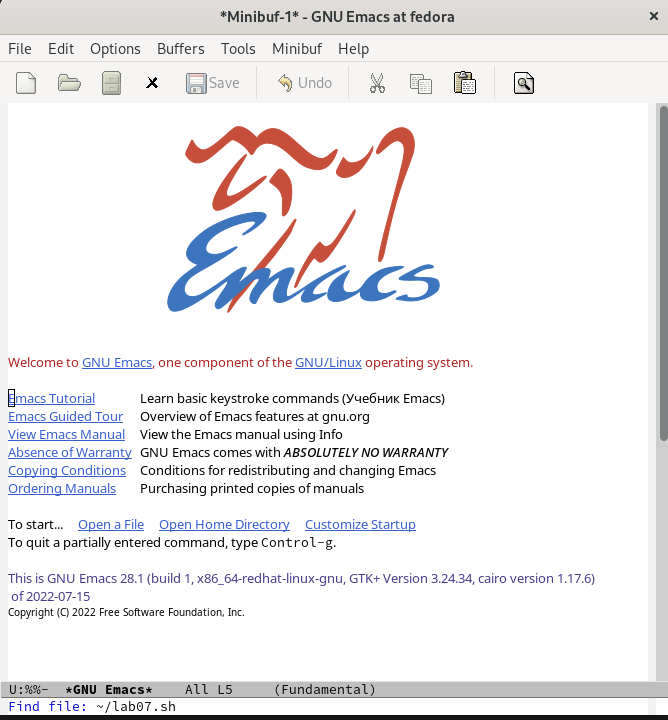 *Minibuf-1* - GNU Emacs at fedora
File Edit Options Buffers Tools Minibuf Help
Save Undo
Emacs
Welcome to GNU Emacs, one component of the GNU/Linux operating system.
Emacs Tutorial Learn basic keystroke commands (Учебник Emacs)
Emacs Guided Tour Overview of Emacs features at gnu.org
View Emacs Manual View the Emacs manual using Info
Absence of Warranty GNU Emacs comes with ABSOLUTELY NO WARRANTY
Copying Conditions Conditions for redistributing and changing Emacs
Ordering Manuals Purchasing printed copies of manuals
To start... Open a File Open Home Directory Customize Startup
To quit a partially entered command, type Control-g.
This is GNU Emacs 28.1 (build 1, x86_64-redhat-linux-gnu, GTK+ Version 3.24.34, cairo version 1.17.6)
of 2022-07-15
Copyright (C) 2022 Free Software Foundation, Inc.
U:%%- *GNU Emacs* All L5 (Fundamental)
Find file: ~/lab07.sh